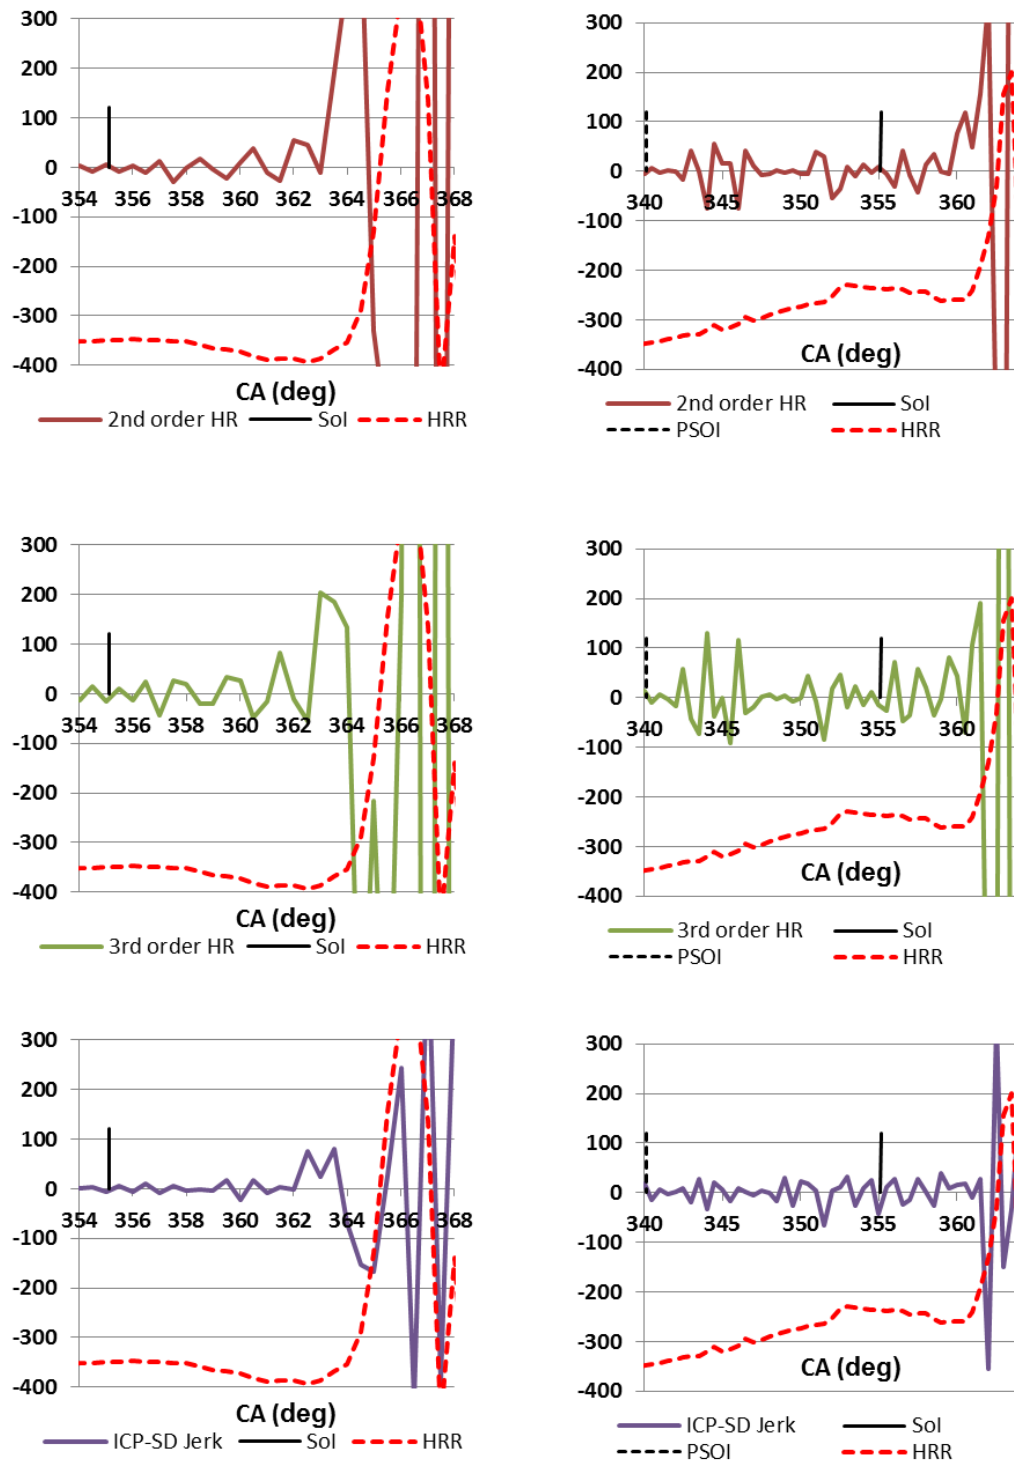 300
200
100
0
-100
-200
-300
-400
354 356 358 360 362 364 366 368
CA (deg)
2nd order HR SoI HRR
300
200
100
0
-100
-200
-300
-400
340 345 350 355 360
CA (deg)
2nd order HR SoI
PSOI HRR
300
200
100
0
-100
-200
-300
-400
354 356 358 360 362 364 366 368
CA (deg)
3rd order HR SoI HRR
300
200
100
0
-100
-200
-300
-400
340 345 350 355 360
CA (deg)
3rd order HR SoI
PSOI HRR
300
200
100
0
-100
-200
-300
-400
354 356 358 360 362 364 366 368
CA (deg)
ICP-SD Jerk SoI HRR
300
200
100
0
-100
-200
-300
-400
340 345 350 355 360
CA (deg)
ICP-SD Jerk SoI
PSOI HRR